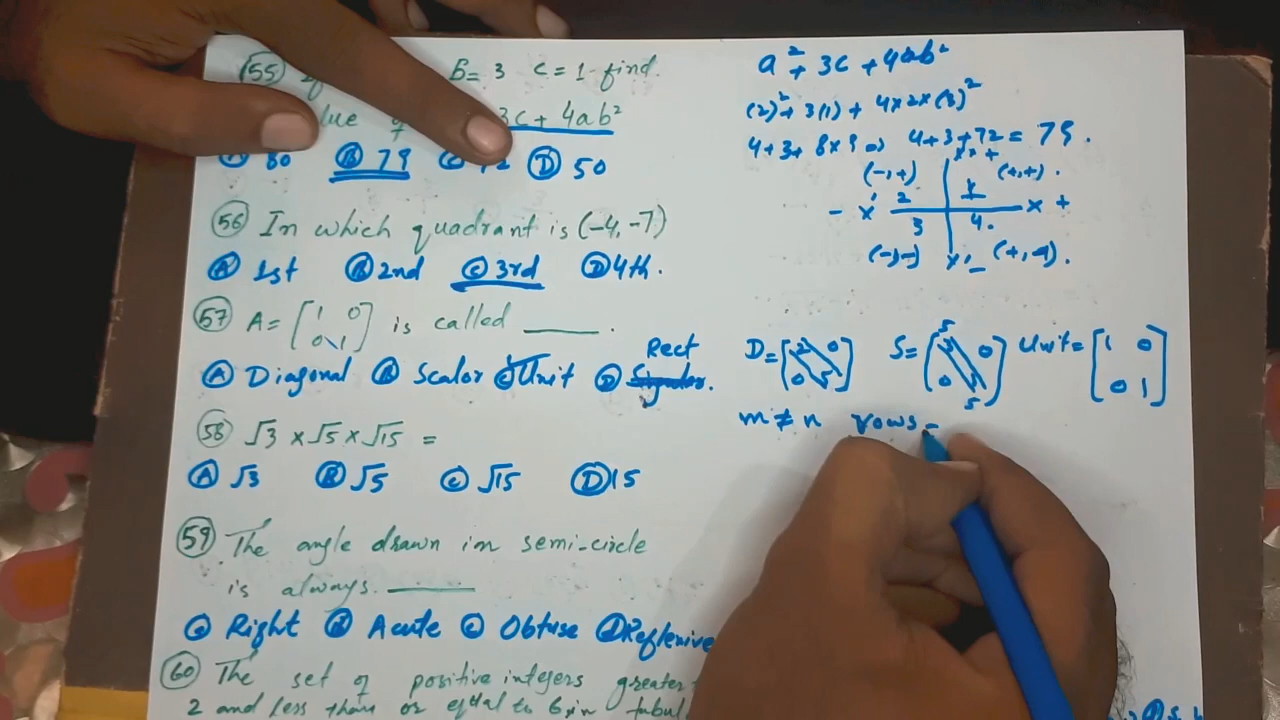 (55) B= 3 c=1 find.
3c+ 4ab²
80 (B) 79 (D) 50
(56) In which quadrant is (-4,-7)
(A) 1st (B) 2nd (C) 3rd (D) 4th.
(57) A= [1 0
0 1] is called ____.
Rect
(A) Diagonal (B) Scalor (C) Unit (D)
(58) √3 ×√5 ×√15 =
(A) √3 (B) √5 (C) √15 (D) 15
(59) The angle drawn in semi-circle
is always. ____
(a) Right (B) Acute (C) Obtuse (D) Reflexive
(60) The set of positive integers greater
2 and less than or equal to 6 in tabul
a² + 3c + 4ab²
(2)² + 3(1) + 4×2×(3)²
4+3+ 8×9 ⇒ 4+3+72 = 79.
(-,+) (+,+).
- x' 2 x +
3 4.
(-,-) (+,-).
D= [2 0
0 5] S= [5 0
0 5] Unit= [1 0
0 1]
m ≠ n rows =